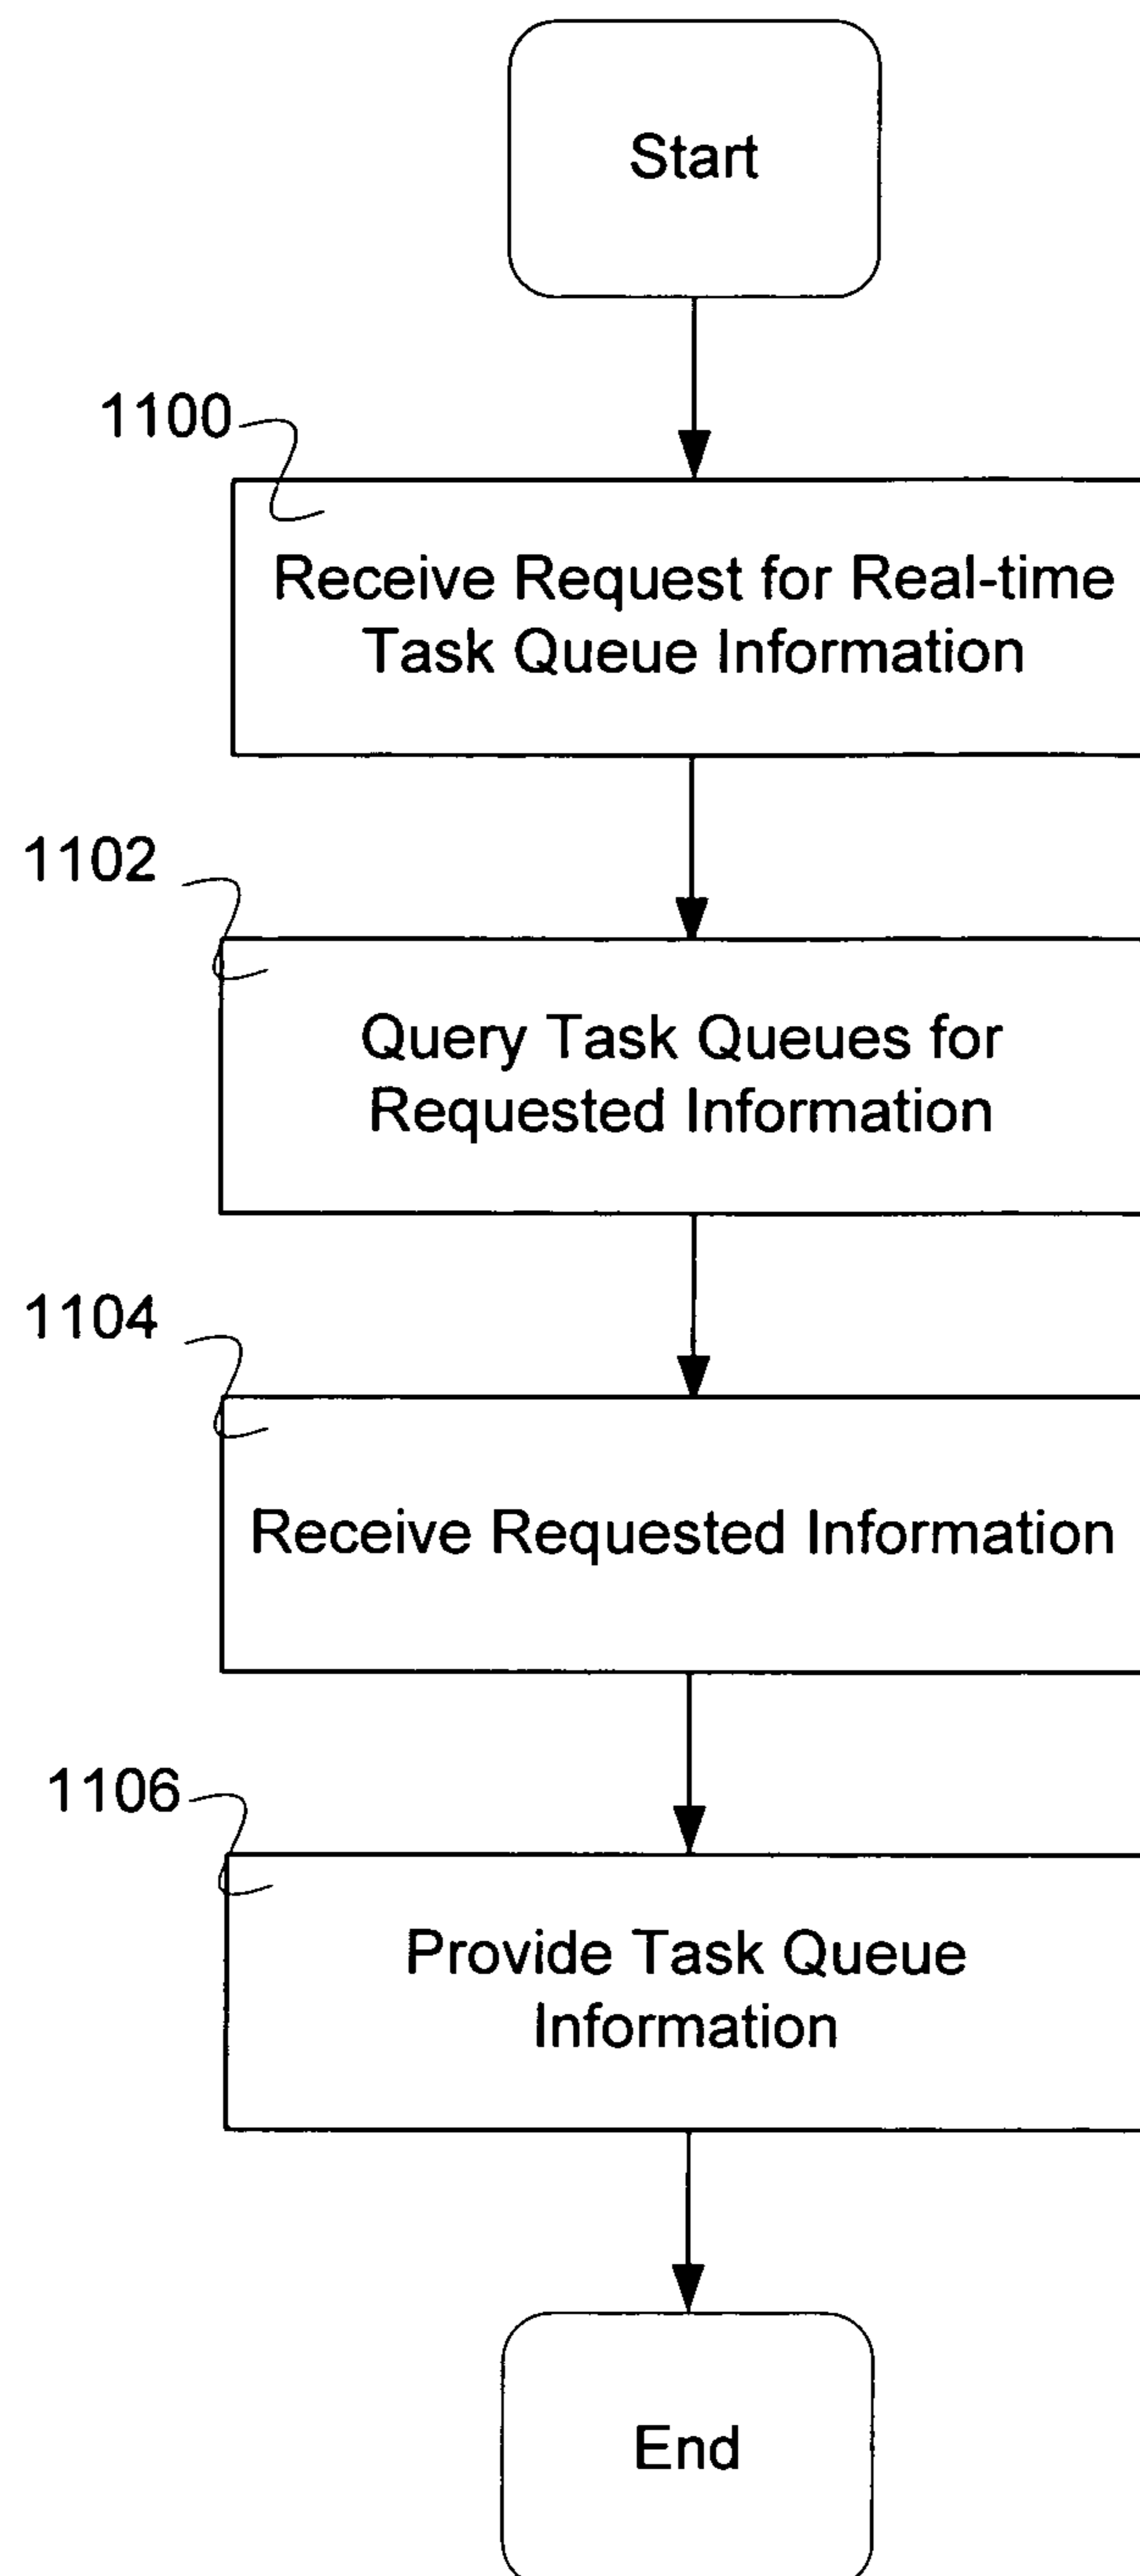 Start
1100
Receive Request for Real-time
Task Queue Information
1102
Query Task Queues for
Requested Information
1104
Receive Requested Information
1106
Provide Task Queue
Information
End